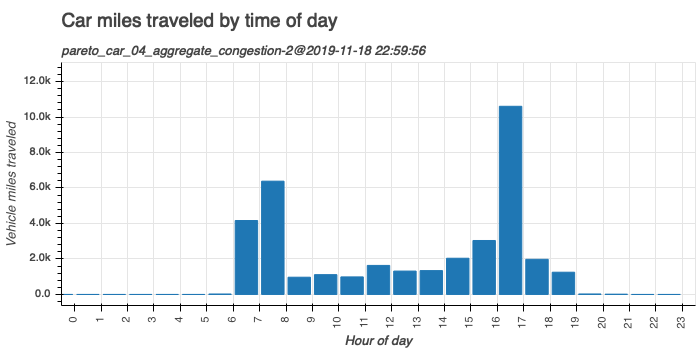 Car miles traveled by time of day
pareto_car_04_aggregate_congestion-2@2019-11-18 22:59:56
Vehicle miles traveled
12.0k
10.0k
8.0k
6.0k
4.0k
2.0k
0.0
0 1 2 3 4 5 6 7 8 9 10 11 12 13 14 15 16 17 18 19 20 21 22 23
Hour of day